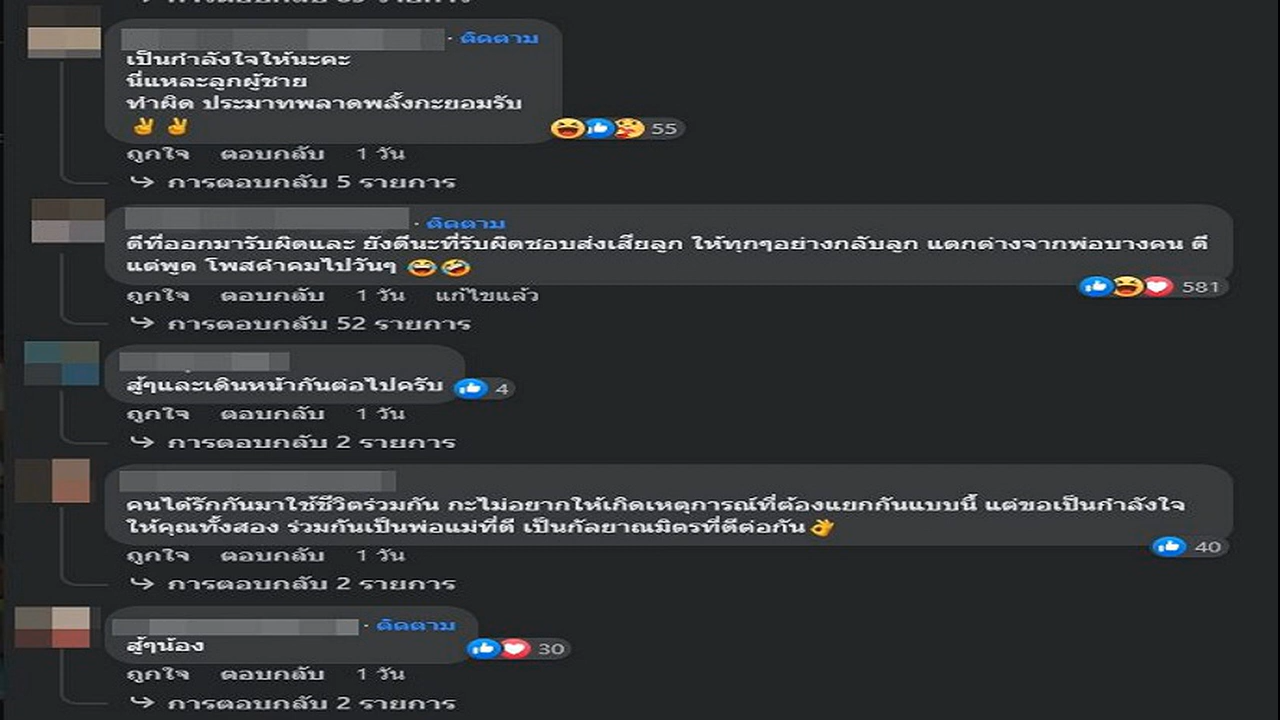 การตอบกลับ 89 รายการ
ติดตาม
เป็นกำลังใจให้นะคะ
นี่แหละลูกผู้ชาย
ทำผิด ประมาทพลาดพลั้งกะยอมรับ
55
ถูกใจ ตอบกลับ 1 วัน
การตอบกลับ 5 รายการ
ติดตาม
ดีที่ออกมารับผิดและ ยังดีนะที่รับผิดชอบส่งเสียลูก ให้ทุกๆอย่างกลับลูก แตกต่างจากพ่อบางคน ดี
แต่พูด โพสคำคมไปวันๆ
581
ถูกใจ ตอบกลับ 1 วัน แก้ไขแล้ว
การตอบกลับ 52 รายการ
สู้ๆและเดินหน้ากันต่อไปครับ
4
ถูกใจ ตอบกลับ 1 วัน
การตอบกลับ 2 รายการ
คนได้รักกันมาใช้ชีวิตร่วมกัน กะไม่อยากให้เกิดเหตุการณ์ที่ต้องแยกกันแบบนี้ แต่ขอเป็นกำลังใจ
ให้คุณทั้งสอง ร่วมกันเป็นพ่อแม่ที่ดี เป็นกัลยาณมิตรที่ดีต่อกัน
40
ถูกใจ ตอบกลับ 1 วัน
การตอบกลับ 2 รายการ
ติดตาม
สู้ๆน้อง
30
ถูกใจ ตอบกลับ 1 วัน
การตอบกลับ 2 รายการ